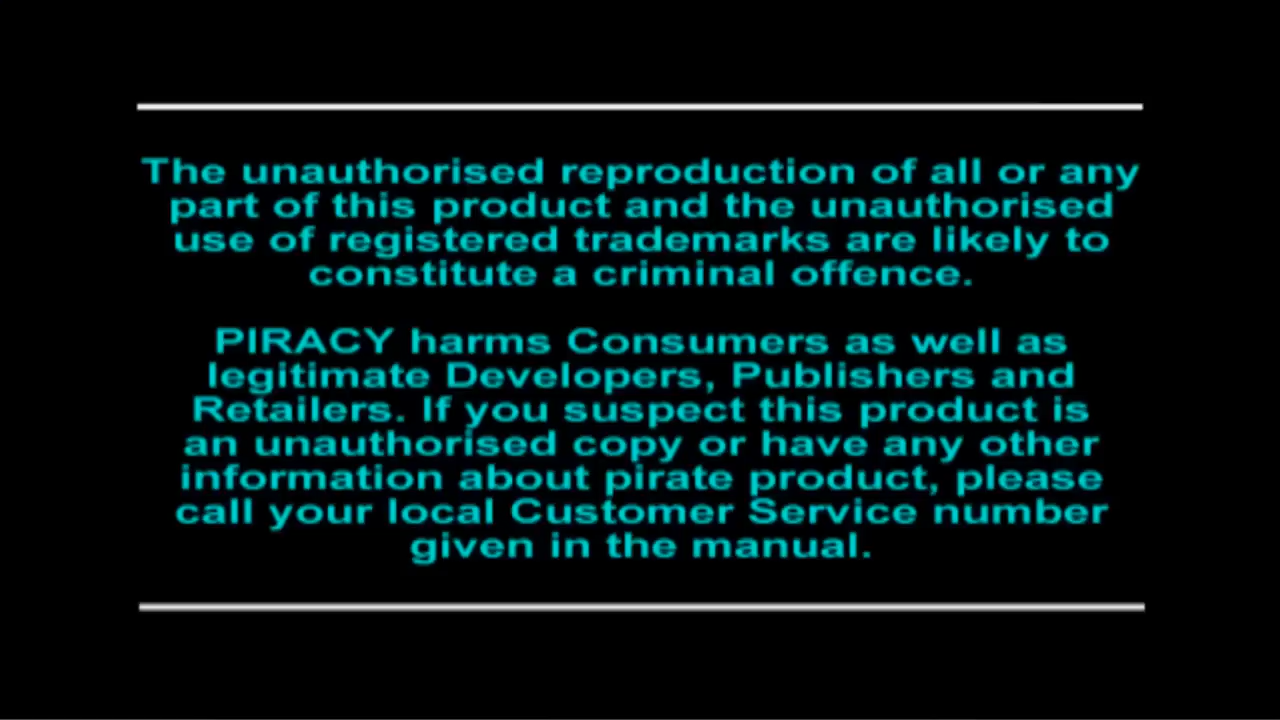 The unauthorised reproduction of all or any
part of this product and the unauthorised
use of registered trademarks are likely to
constitute a criminal offence.
PIRACY harms Consumers as well as
legitimate Developers, Publishers and
Retailers. If you suspect this product is
an unauthorised copy or have any other
information about pirate product, please
call your local Customer Service number
given in the manual.